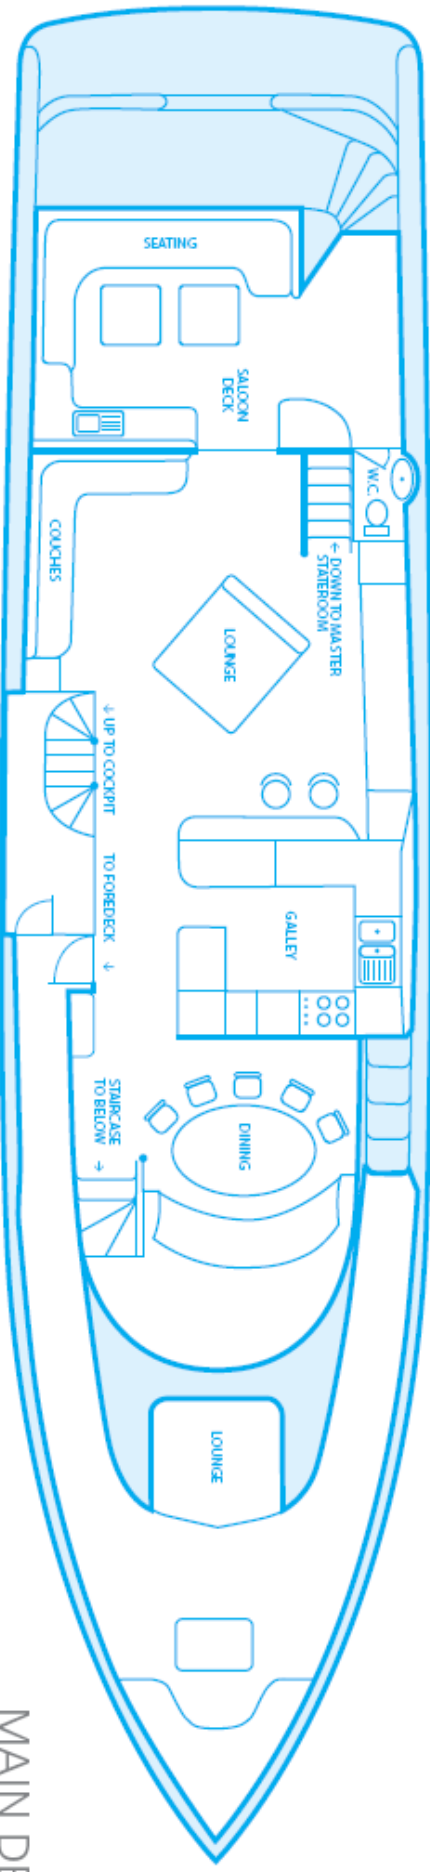 SEATING
SALOON
DECK
W.C.
COUCHES
← DOWN TO MASTER
STATEROOM
LOUNGE
↓ UP TO COCKPIT
TO FOREDECK ↓
GALLEY
STAIRCASE
TO BELOW →
DINING
LOUNGE
MAIN DE